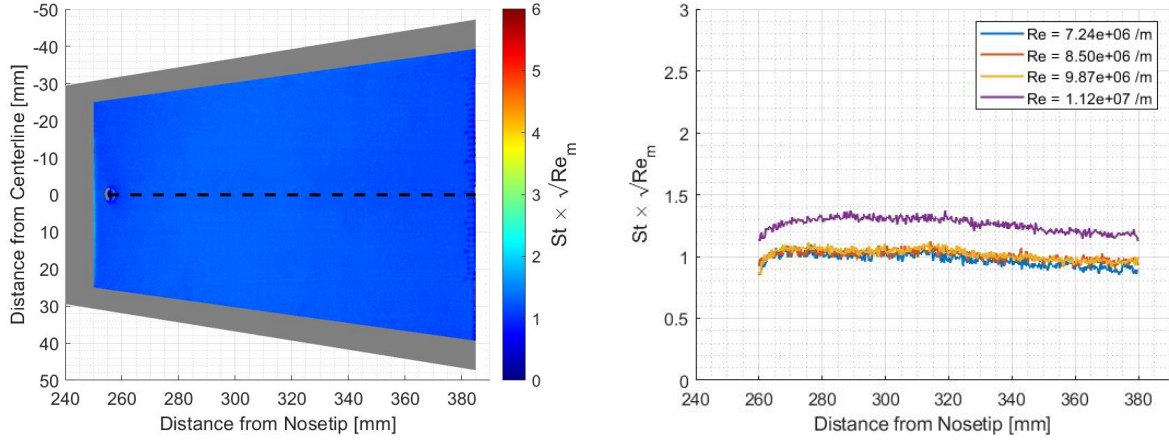 -50
-40
-30
-20
-10
0
10
20
30
40
50
Distance from Centerline [mm]
240 260 280 300 320 340 360 380
Distance from Nosetip [mm]
6
5
4
3
2
1
0
St × √Re_m
3
2.5
2
1.5
1
0.5
0
St × √Re_m
240 260 280 300 320 340 360 380 400
Distance from Nosetip [mm]
Re = 7.24e+06 /m
Re = 8.50e+06 /m
Re = 9.87e+06 /m
Re = 1.12e+07 /m